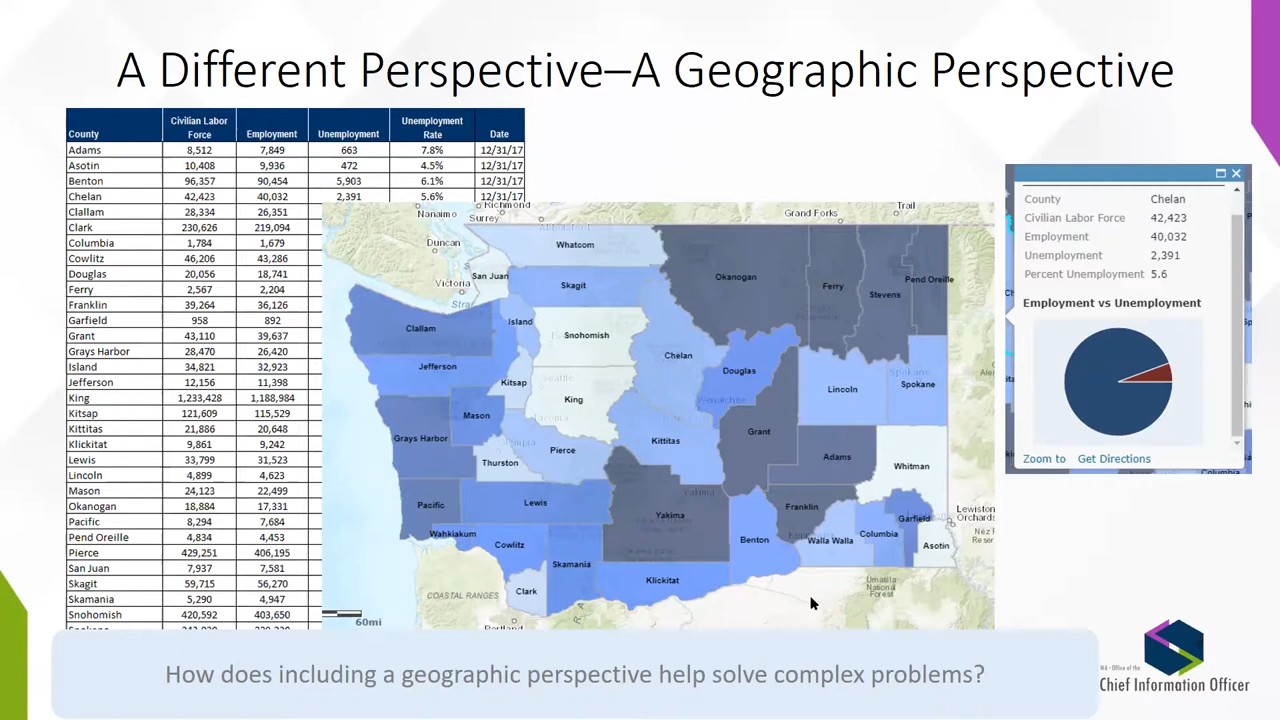 A Different Perspective–A Geographic Perspective
County Civilian Labor Force Employment Unemployment Unemployment Rate Date
Adams 8,512 7,849 663 7.8% 12/31/17
Asotin 10,408 9,936 472 4.5% 12/31/17
Benton 96,357 90,454 5,903 6.1% 12/31/17
Chelan 42,423 40,032 2,391 5.6% 12/31/17
Clallam 28,334 26,351
Clark 230,626 219,094
Columbia 1,784 1,679
Cowlitz 46,206 43,286
Douglas 20,056 18,741
Ferry 2,567 2,204
Franklin 39,264 36,126
Garfield 958 892
Grant 43,110 39,637
Grays Harbor 28,470 26,420
Island 34,821 32,923
Jefferson 12,156 11,398
King 1,233,428 1,188,984
Kitsap 121,609 115,529
Kittitas 21,886 20,648
Klickitat 9,861 9,242
Lewis 33,799 31,523
Lincoln 4,899 4,623
Mason 24,123 22,499
Okanogan 18,884 17,331
Pacific 8,294 7,684
Pend Oreille 4,834 4,453
Pierce 429,251 406,195
San Juan 7,937 7,581
Skagit 59,715 56,270
Skamania 5,290 4,947
Snohomish 420,592 403,650
Richmond
Nanaimo
Surrey
Grand Forks
Trail
Duncan
Whatcom
Victoria
San Juan
Skagit
Okanogan
Ferry
Stevens
Pend Oreille
Strai
Clallam
Island
Snohomish
Chelan
Jefferson
Kitsap
Seattle
King
Douglas
Lincoln
Spokane
Spokane
Wenatchee
Mason
Tacoma
Grays Harbor
Olympia
Pierce
Kittitas
Grant
Thurston
Adams
Whitman
Pacific
Lewis
Yakima
Yakima
Franklin
Garfield
Lewiston
Orchards
Wahkiakum
Cowlitz
Benton
Walla Walla
Columbia
Asotin
Skamania
Klickitat
Clark
COASTAL RANGES
Umatilla
National
Forest
60mi
County Chelan
Civilian Labor Force 42,423
Employment 40,032
Unemployment 2,391
Percent Unemployment 5.6
Employment vs Unemployment
Zoom to Get Directions
How does including a geographic perspective help solve complex problems?
WA - Office of the
Chief Information Officer